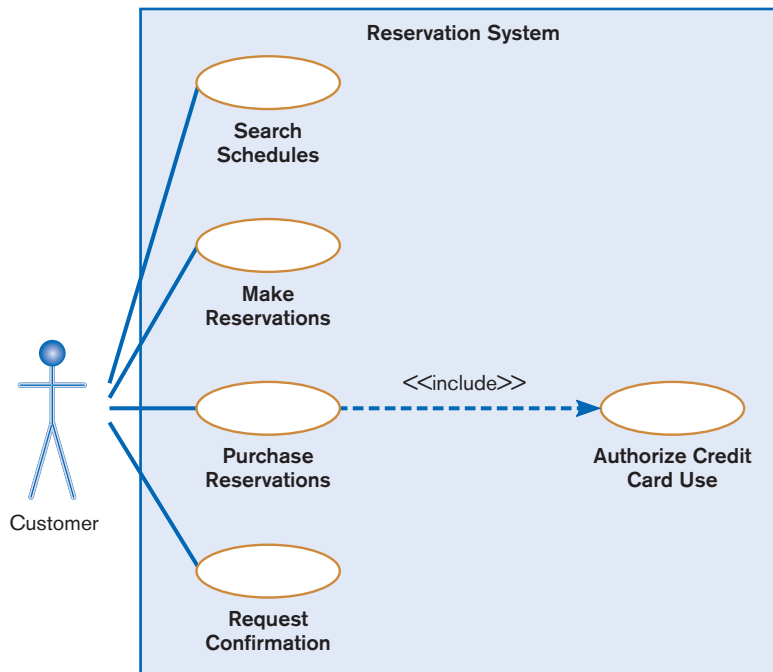 Reservation System
Search
Schedules
Make
Reservations
<<include>>
Purchase
Reservations
Authorize Credit
Card Use
Customer
Request
Confirmation